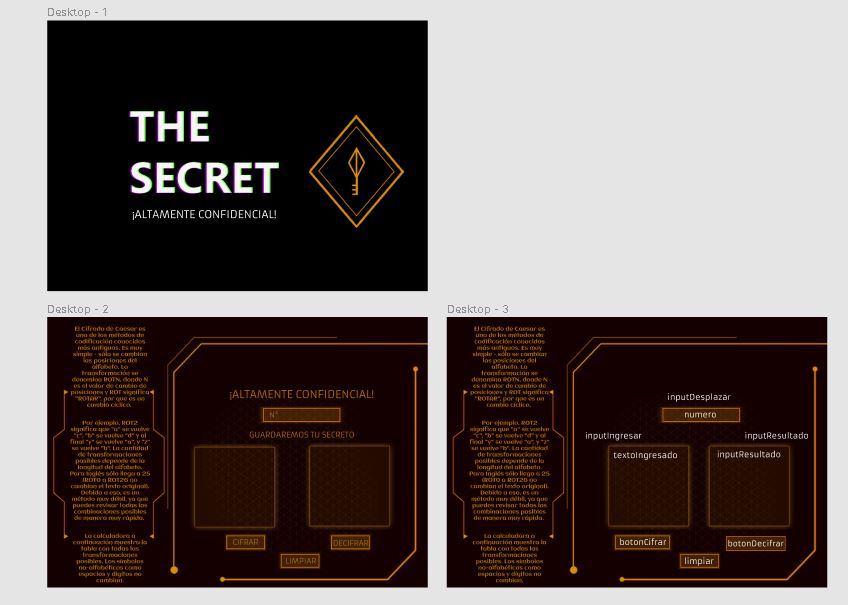 Desktop - 1
THE
SECRET
¡ALTAMENTE CONFIDENCIAL!
Desktop - 2
El Cifrado de Caesar es
uno de los métodos de
codificación conocidos
más antiguos. Es muy
simple - sólo se cambian
las posiciones del
alfabeto. La
transformación se
denomina ROTN, donde N
es el valor de cambio de
posiciones y ROT significa
"ROTAR", por que es un
cambio cíclico.
Por ejemplo, ROT2
significa que "a" se vuelve
"c", "b" se vuelve "d" y al
final "y" se vuelve "a", y "z"
se vuelve "b". La cantidad
de transformaciones
posibles depende de la
longitud del alfabeto.
Para inglés sólo llega a 25
(ROT0 a ROT26 no
cambian el texto original).
Debido a eso, es un
método muy débil, ya que
puedes revisar todas las
combinaciones posibles
de manera muy rápida.
La calculadora a
continuación muestra la
tabla con todas las
transformaciones
posibles. Los símbolos
no-alfabéticos como
espacios y dígitos no
cambian.
¡ALTAMENTE CONFIDENCIAL!
N°
GUARDAREMOS TU SECRETO
CIFRAR
DECIFRAR
LIMPIAR
Desktop - 3
El Cifrado de Caesar es
uno de los métodos de
codificación conocidos
más antiguos. Es muy
simple - sólo se cambian
las posiciones del
alfabeto. La
transformación se
denomina ROTN, donde N
es el valor de cambio de
posiciones y ROT significa
"ROTAR", por que es un
cambio cíclico.
Por ejemplo, ROT2
significa que "a" se vuelve
"c", "b" se vuelve "d" y al
final "y" se vuelve "a", y "z"
se vuelve "b". La cantidad
de transformaciones
posibles depende de la
longitud del alfabeto.
Para inglés sólo llega a 25
(ROT0 a ROT26 no
cambian el texto original).
Debido a eso, es un
método muy débil, ya que
puedes revisar todas las
combinaciones posibles
de manera muy rápida.
La calculadora a
continuación muestra la
tabla con todas las
transformaciones
posibles. Los símbolos
no-alfabéticos como
espacios y dígitos no
cambian.
inputDesplazar
numero
inputIngresar
inputResultado
textoIngresado
inputResultado
botonCifrar
botonDecifrar
limpiar